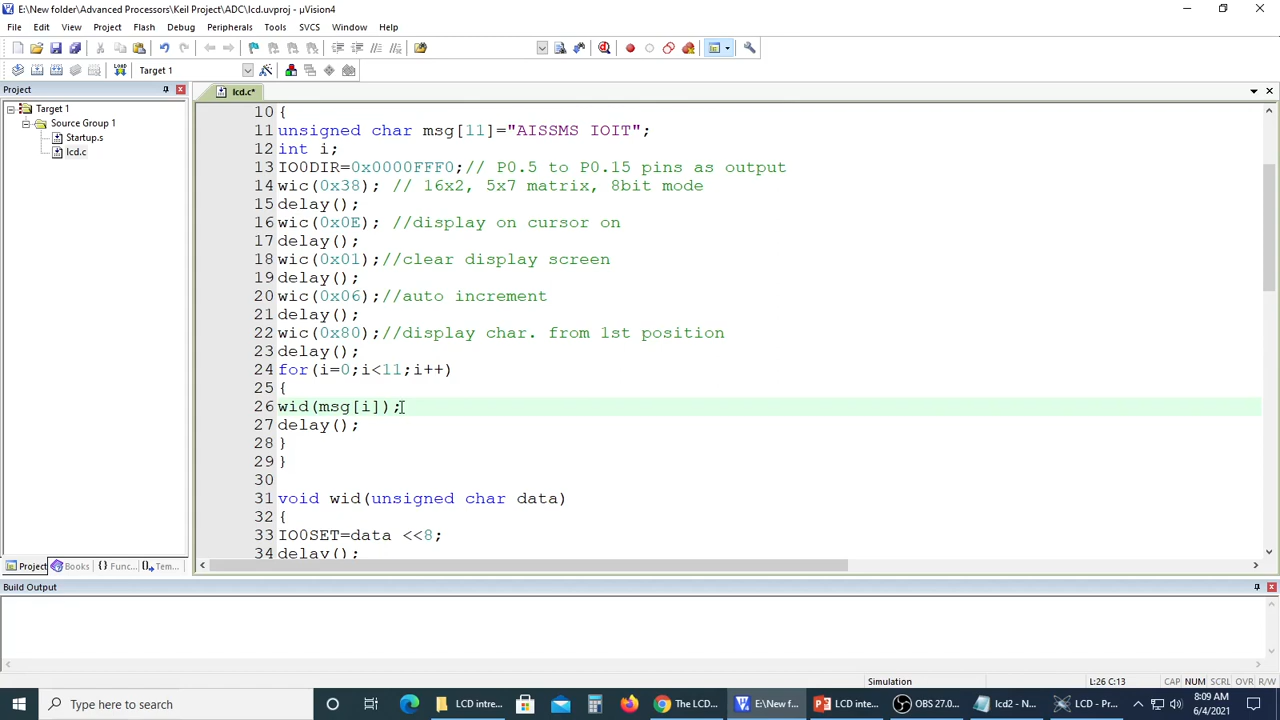 E:\New folder\Advanced Processors\Keil Project\ADC\lcd.uvproj - µVision4
File Edit View Project Flash Debug Peripherals Tools SVCS Window Help
LOAD Target 1
Project
lcd.c*
Target 1
Source Group 1
Startup.s
lcd.c
10 {
11 unsigned char msg[11]="AISSMS IOIT";
12 int i;
13 IO0DIR=0x0000FFF0;// P0.5 to P0.15 pins as output
14 wic(0x38); // 16x2, 5x7 matrix, 8bit mode
15 delay();
16 wic(0x0E); //display on cursor on
17 delay();
18 wic(0x01);//clear display screen
19 delay();
20 wic(0x06);//auto increment
21 delay();
22 wic(0x80);//display char. from 1st position
23 delay();
24 for(i=0;i<11;i++)
25 {
26 wid(msg[i]);
27 delay();
28 }
29 }
30
31 void wid(unsigned char data)
32 {
33 IO0SET=data <<8;
34 delay();
Project Books {} Func... Tem...
Build Output
Simulation L:26 C:13 CAP NUM SCRL OVR R/W
Type here to search
LCD intre... The LCD... E:\New f... LCD inte... OBS 27.0... lcd2 - N... LCD - Pr...
8:09 AM
6/4/2021